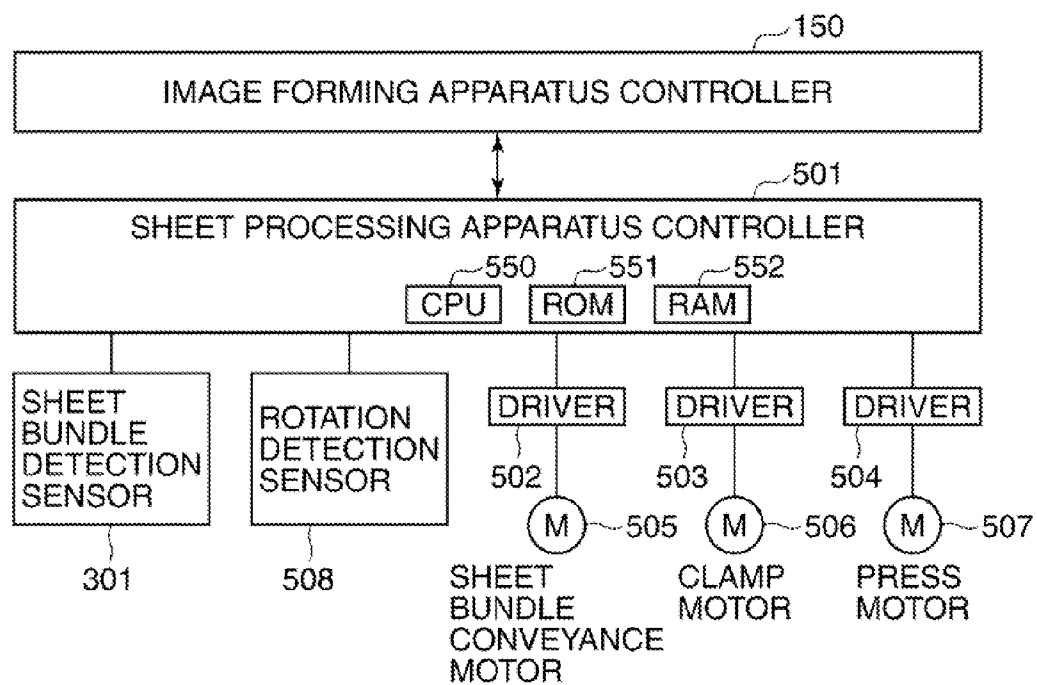 150
IMAGE FORMING APPARATUS CONTROLLER
501
SHEET PROCESSING APPARATUS CONTROLLER
550
551
552
CPU
ROM
RAM
SHEET
BUNDLE
DETECTION
SENSOR
301
ROTATION
DETECTION
SENSOR
508
DRIVER
502
M
505
SHEET
BUNDLE
CONVEYANCE
MOTOR
DRIVER
503
M
506
CLAMP
MOTOR
DRIVER
504
M
507
PRESS
MOTOR